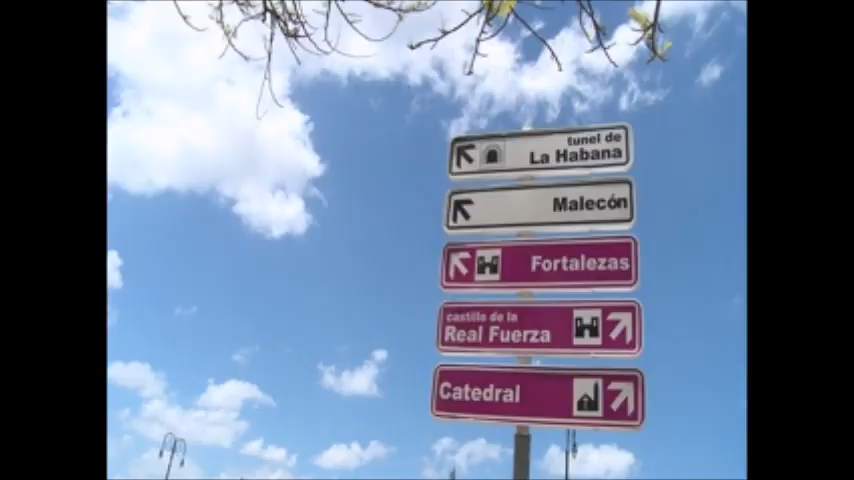 tunel de
La Habana
Malecón
Fortalezas
castillo de la
Real Fuerza
Catedral